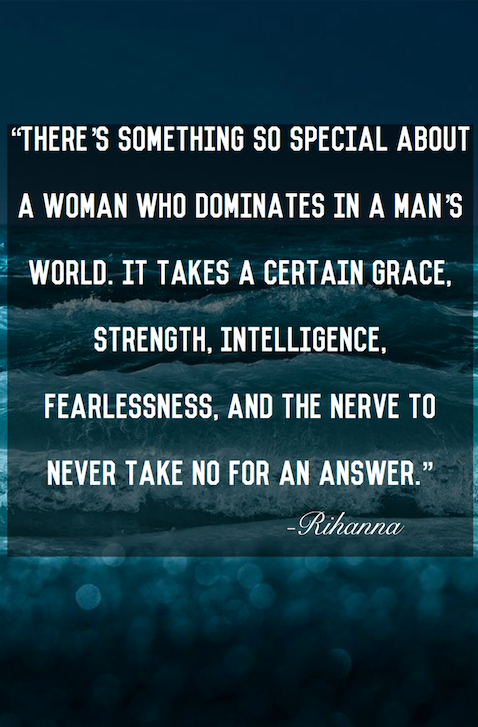 “THERE’S SOMETHING SO SPECIAL ABOUT
A WOMAN WHO DOMINATES IN A MAN’S
WORLD. IT TAKES A CERTAIN GRACE,
STRENGTH, INTELLIGENCE,
FEARLESSNESS, AND THE NERVE TO
NEVER TAKE NO FOR AN ANSWER.”
-Rihanna